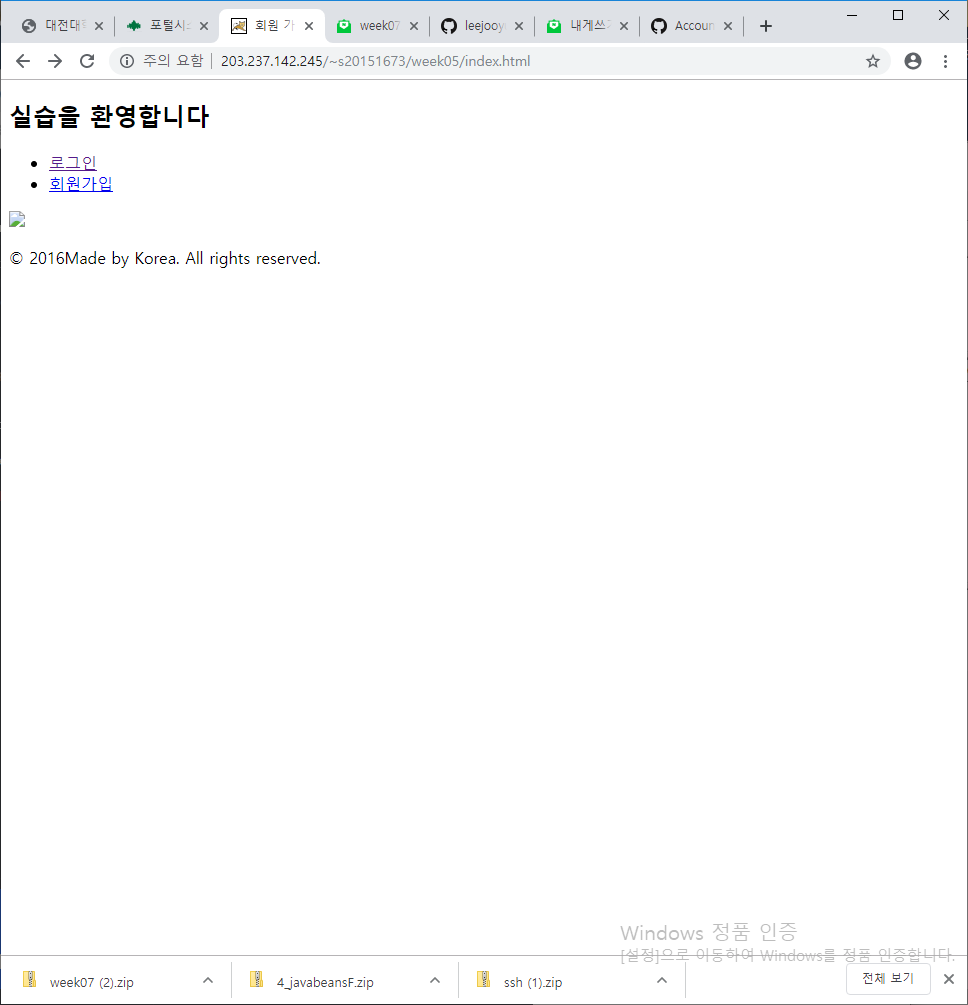 대전대학
포털시스
회원 가
week07
leejooy
내게쓰기
Accoun
주의 요함 | 203.237.142.245/~s20151673/week05/index.html
실습을 환영합니다
로그인
회원가입
© 2016Made by Korea. All rights reserved.
Windows 정품 인증
[설정]으로 이동하여 Windows를 정품 인증합니다.
week07 (2).zip
4_javabeansF.zip
ssh (1).zip
전체 보기